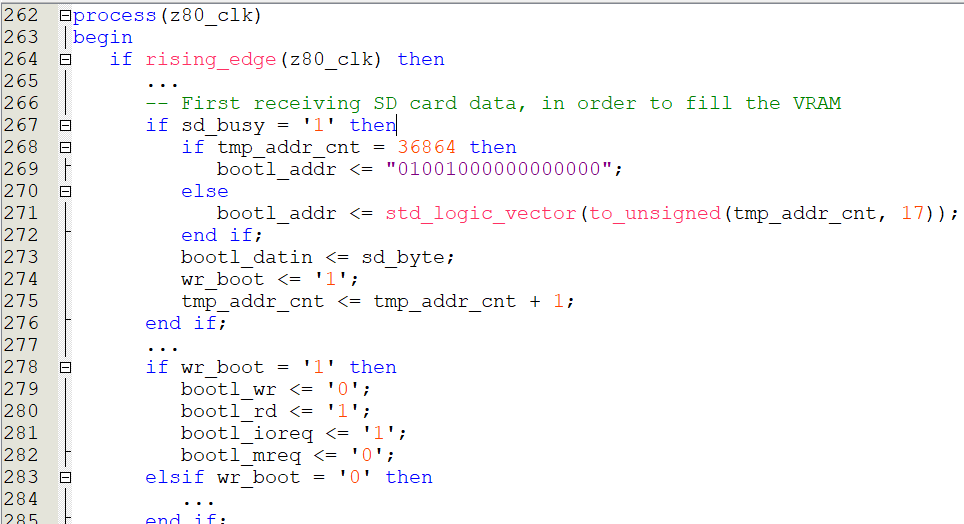 262 process(z80_clk)
263 begin
264 if rising_edge(z80_clk) then
265 ...
266 -- First receiving SD card data, in order to fill the VRAM
267 if sd_busy = '1' then
268 if tmp_addr_cnt = 36864 then
269 bootl_addr <= "01001000000000000";
270 else
271 bootl_addr <= std_logic_vector(to_unsigned(tmp_addr_cnt, 17));
272 end if;
273 bootl_datin <= sd_byte;
274 wr_boot <= '1';
275 tmp_addr_cnt <= tmp_addr_cnt + 1;
276 end if;
277 ...
278 if wr_boot = '1' then
279 bootl_wr <= '0';
280 bootl_rd <= '1';
281 bootl_ioreq <= '1';
282 bootl_mreq <= '0';
283 elsif wr_boot = '0' then
284 ...
285 end if;